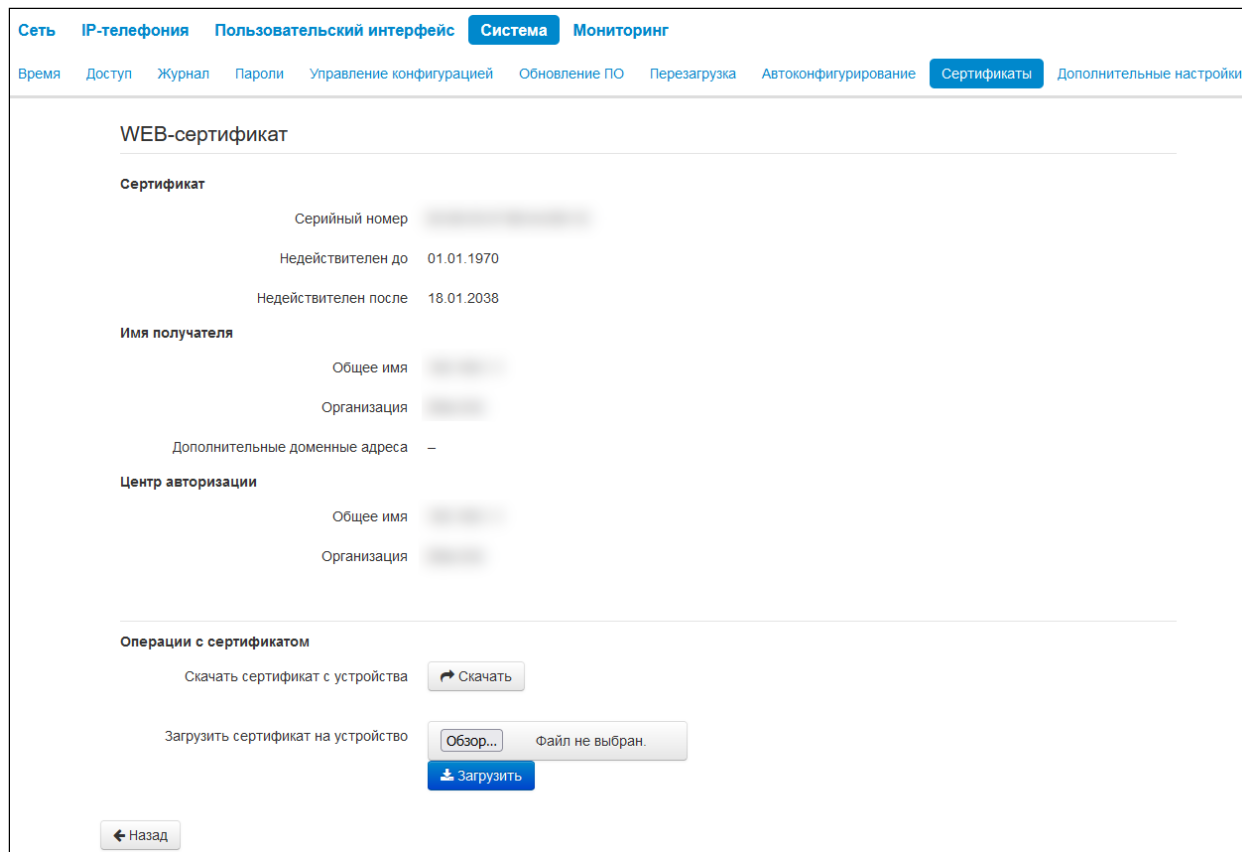 Сеть IP-телефония Пользовательский интерфейс Система Мониторинг
Время Доступ Журнал Пароли Управление конфигурацией Обновление ПО Перезагрузка Автоконфигурирование Сертификаты Дополнительные настройки
WEB-сертификат
Сертификат
Серийный номер
Недействителен до 01.01.1970
Недействителен после 18.01.2038
Имя получателя
Общее имя
Организация
Дополнительные доменные адреса –
Центр авторизации
Общее имя
Организация
Операции с сертификатом
Скачать сертификат с устройства Скачать
Загрузить сертификат на устройство Обзор... Файл не выбран.
Загрузить
Назад